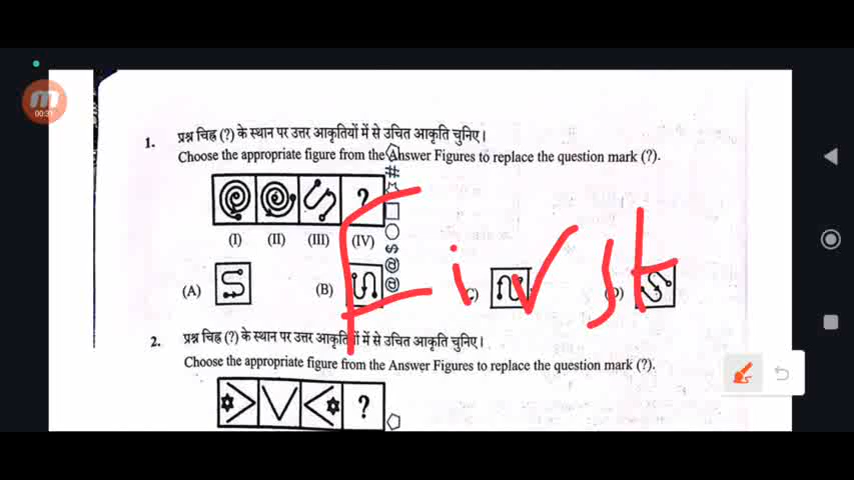 00:31
1. प्रश्न चिह्न (?) के स्थान पर उत्तर आकृतियों में से उचित आकृति चुनिए।
Choose the appropriate figure from the Answer Figures to replace the question mark (?).
?
(I) (II) (III) (IV)
#
$
@
@
First
(A) (B) C) D)
2. प्रश्न चिह्न (?) के स्थान पर उत्तर आकृतियों में से उचित आकृति चुनिए।
Choose the appropriate figure from the Answer Figures to replace the question mark (?).
?